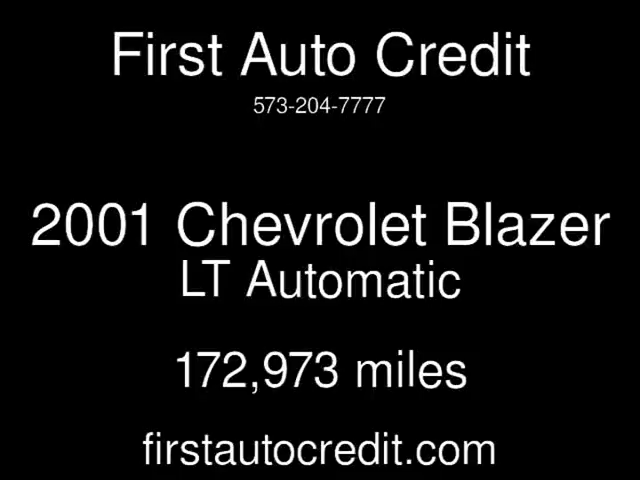 First Auto Credit
573-204-7777
2001 Chevrolet Blazer
LT Automatic
172,973 miles
firstautocredit.com